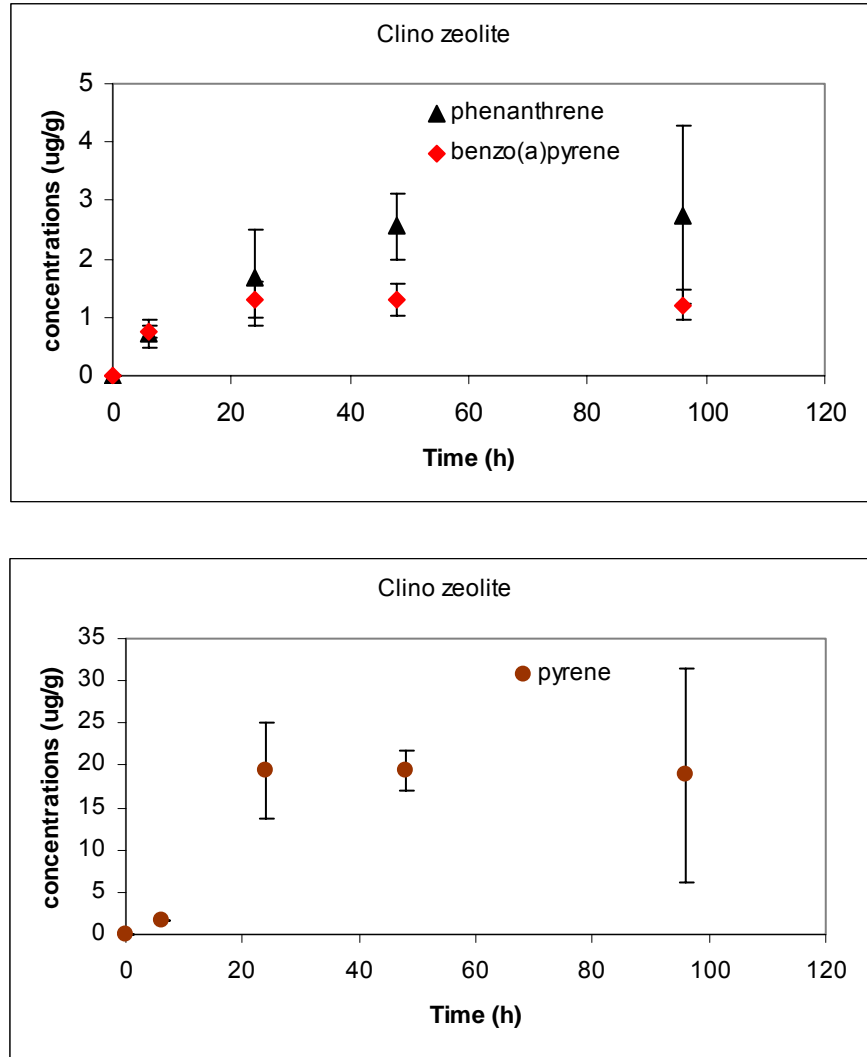 Clino zeolite
5
4
3
2
1
0
concentrations (ug/g)
phenanthrene
benzo(a)pyrene
0 20 40 60 80 100 120
Time (h)
Clino zeolite
35
30
25
20
15
10
5
0
concentrations (ug/g)
pyrene
0 20 40 60 80 100 120
Time (h)